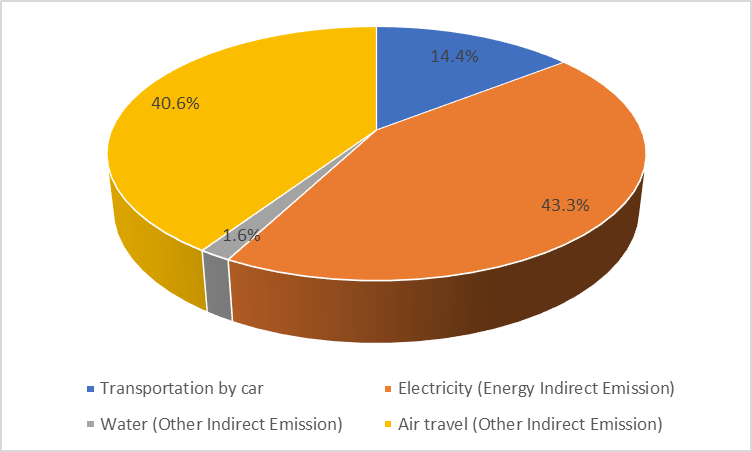 14.4%
40.6%
43.3%
1.6%
Transportation by car
Electricity (Energy Indirect Emission)
Water (Other Indirect Emission)
Air travel (Other Indirect Emission)